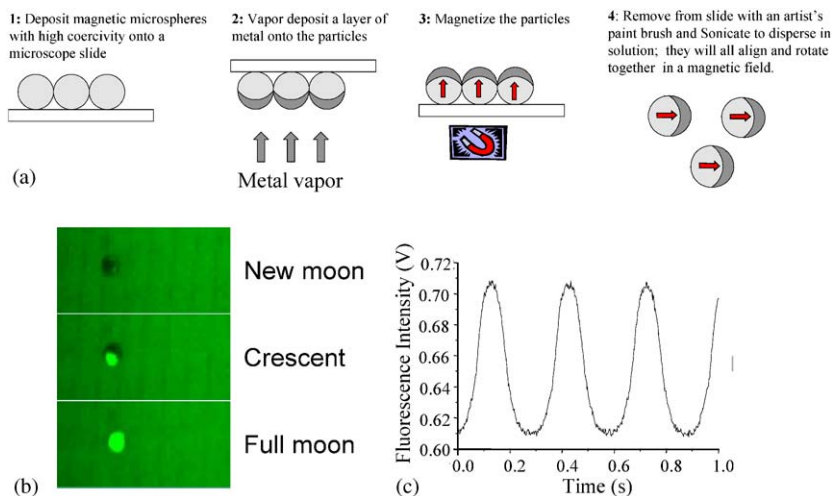 1: Deposit magnetic microspheres
with high coercivity onto a
microscope slide
2: Vapor deposit a layer of
metal onto the particles
3: Magnetize the particles
4: Remove from slide with an artist's
paint brush and Sonicate to disperse in
solution; they will all align and rotate
together in a magnetic field.
(a)
Metal vapor
New moon
Crescent
Full moon
(b)
Fluorescence Intensity (V)
0.72
0.70
0.68
0.66
0.64
0.62
0.60
0.0 0.2 0.4 0.6 0.8 1.0
Time (s)
(c)